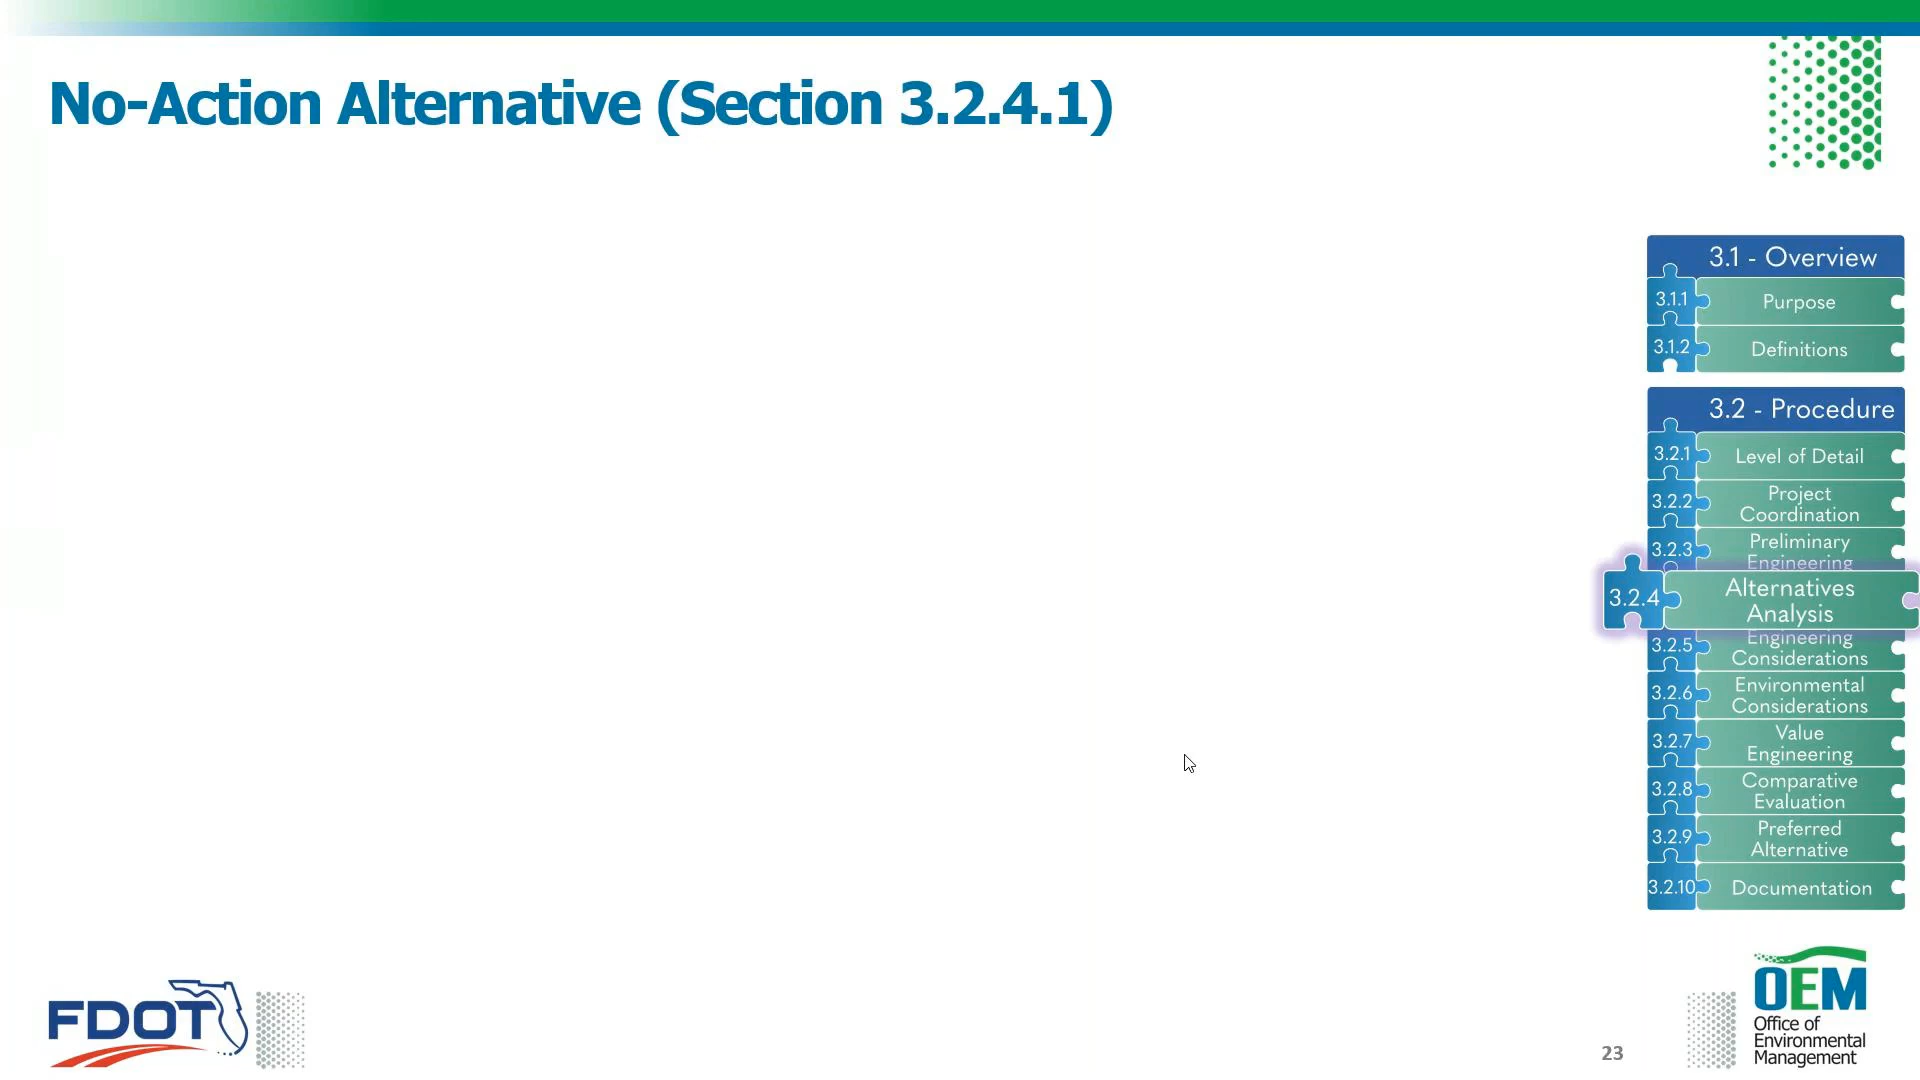 No-Action Alternative (Section 3.2.4.1)
3.1 - Overview
3.1.1 Purpose
3.1.2 Definitions
3.2 - Procedure
3.2.1 Level of Detail
3.2.2 Project
Coordination
3.2.3 Preliminary
Engineering
3.2.4 Alternatives
Analysis
3.2.5 Engineering
Considerations
3.2.6 Environmental
Considerations
3.2.7 Value
Engineering
3.2.8 Comparative
Evaluation
3.2.9 Preferred
Alternative
3.2.10 Documentation
FDOT
23
OEM
Office of
Environmental
Management